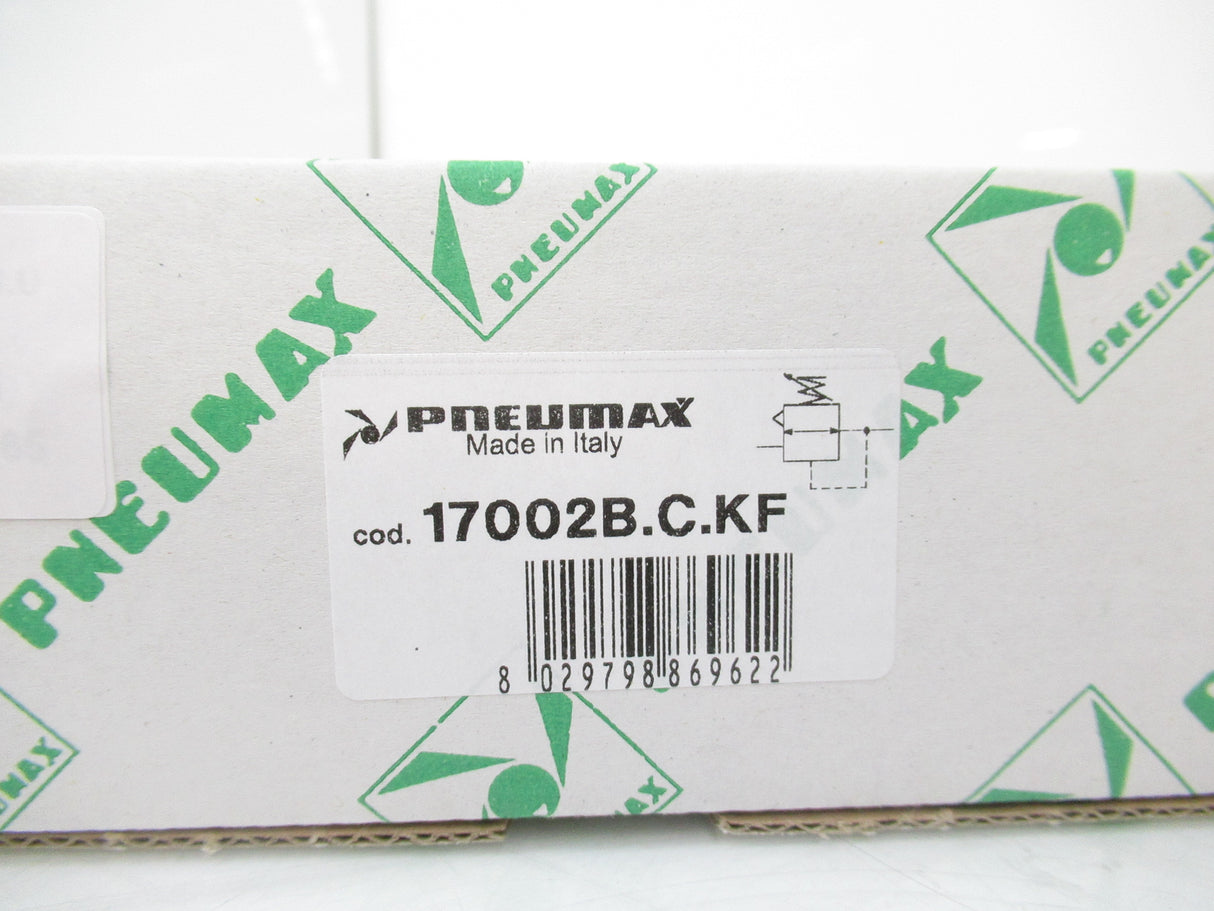 PNEUMAX
PNEUMAX
PNEUMAX
PNEUMAX
Made in Italy
cod. 17002B.C.KF
8 029798 869622